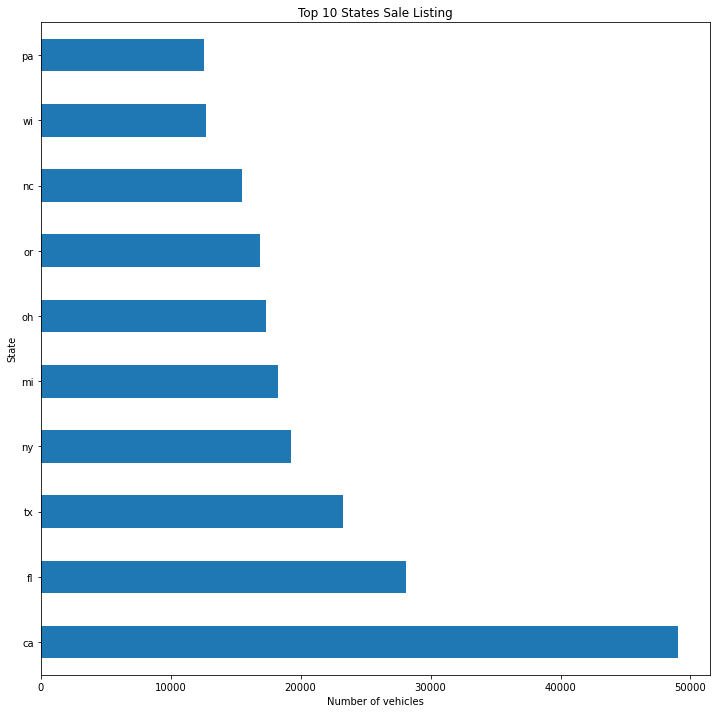 Top 10 States Sale Listing
pa
wi
nc
or
oh
mi
ny
tx
fl
ca
State
0 10000 20000 30000 40000 50000
Number of vehicles